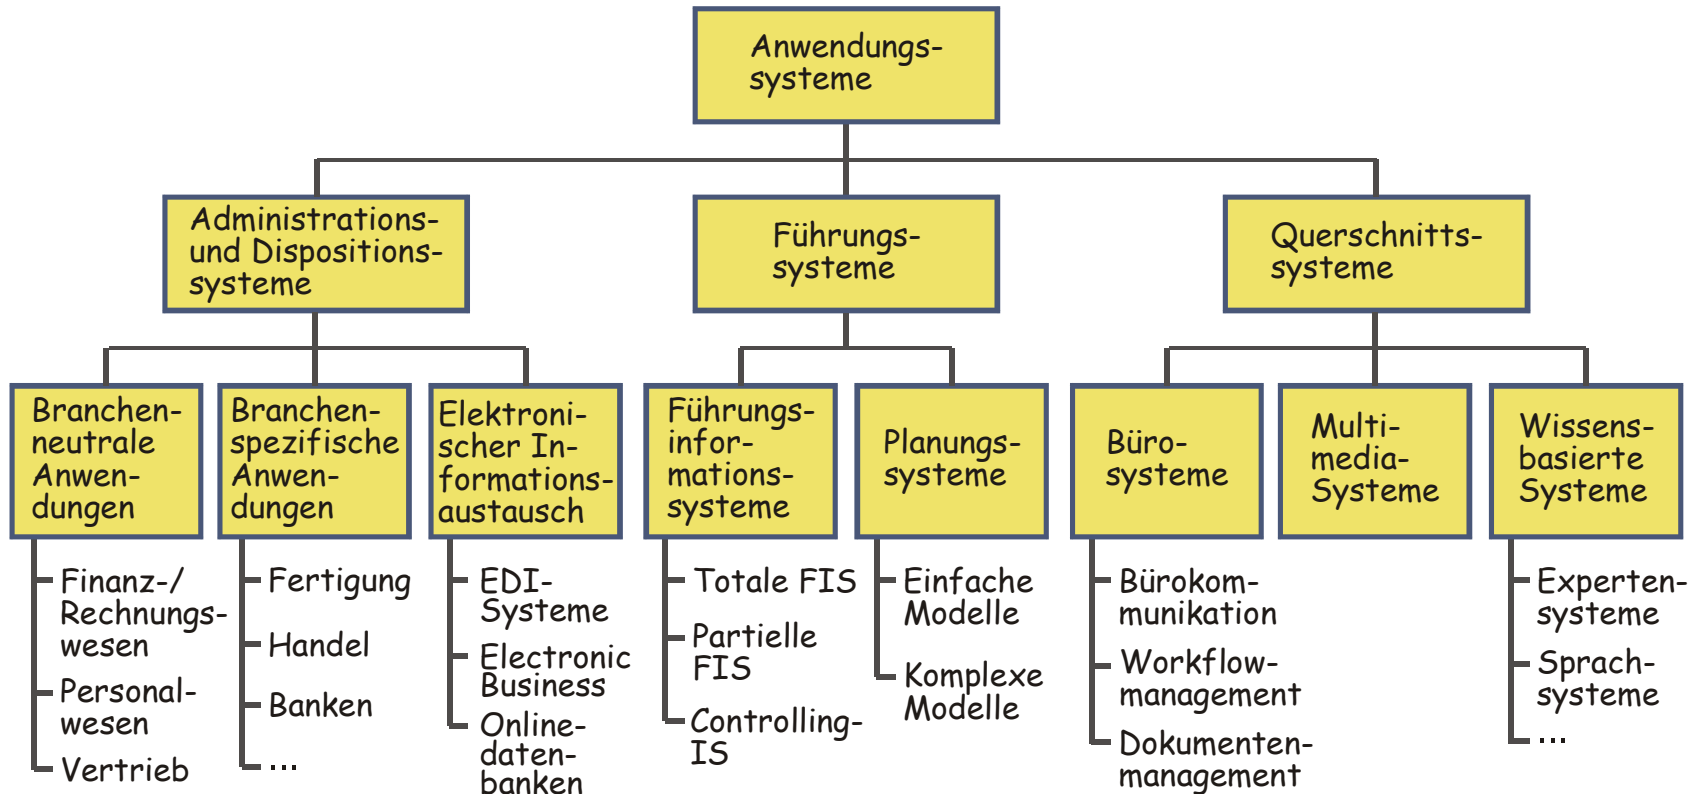 Anwendungs-
systeme
Administrations-
und Dispositions-
systeme
Führungs-
systeme
Querschnitts-
systeme
Branchen-
neutrale
Anwen-
dungen
Branchen-
spezifische
Anwen-
dungen
Elektroni-
scher In-
formations-
austausch
Führungs-
infor-
mations-
systeme
Planungs-
systeme
Büro-
systeme
Multi-
media-
Systeme
Wissens-
basierte
Systeme
Finanz-/
Rechnungs-
wesen
Personal-
wesen
Vertrieb
Fertigung
Handel
Banken
...
EDI-
Systeme
Electronic
Business
Online-
daten-
banken
Totale FIS
Partielle
FIS
Controlling-
IS
Einfache
Modelle
Komplexe
Modelle
Bürokom-
munikation
Workflow-
management
Dokumenten-
management
Experten-
systeme
Sprach-
systeme
...